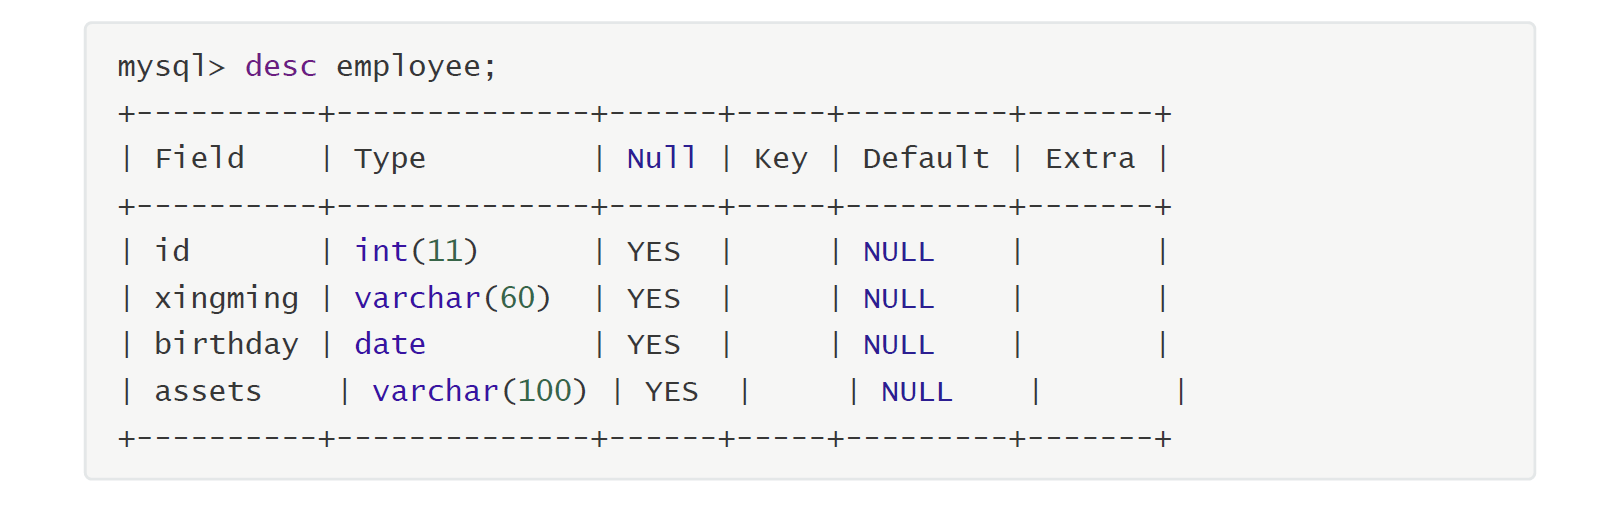 mysql> desc employee;
+----------+--------------+------+-----+---------+-------+
| Field    | Type         | Null | Key | Default | Extra |
+----------+--------------+------+-----+---------+-------+
| id       | int(11)      | YES  |     | NULL    |       |
| xingming | varchar(60)  | YES  |     | NULL    |       |
| birthday | date         | YES  |     | NULL    |       |
| assets    | varchar(100) | YES  |     | NULL    |       |
+----------+--------------+------+-----+---------+-------+